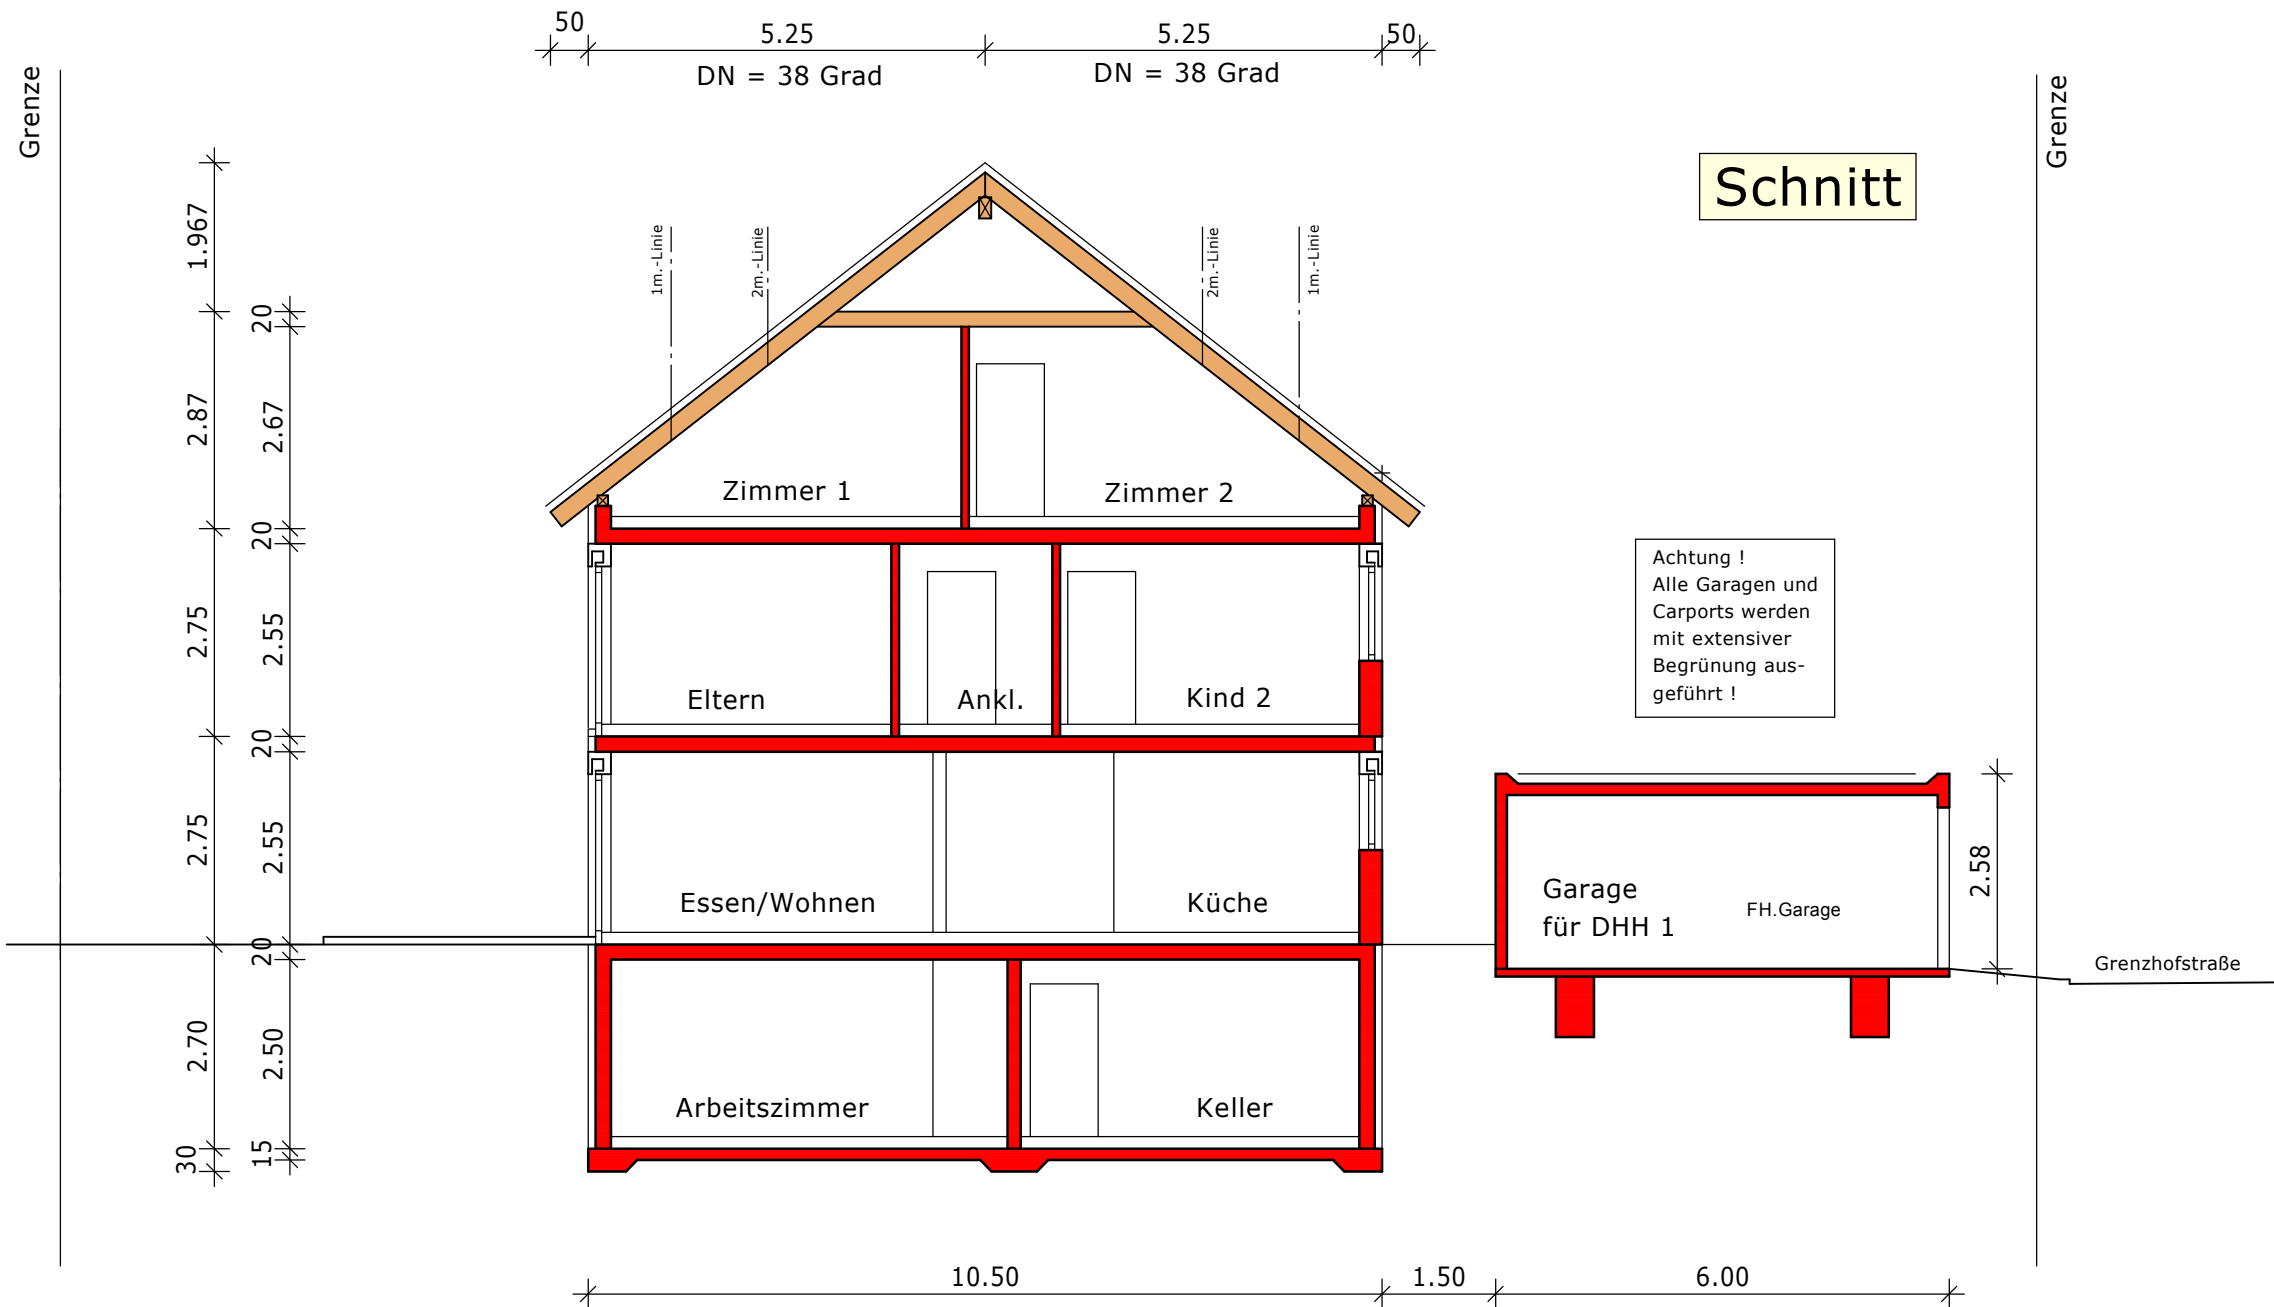 50
5.25
5.25
50
DN = 38 Grad
DN = 38 Grad
Grenze
Grenze
Schnitt
1.967
20
2.87
2.67
20
2.75
2.55
20
2.75
2.55
20
2.70
2.50
30
15
1m.-Linie
2m.-Linie
2m.-Linie
1m.-Linie
Zimmer 1
Zimmer 2
Eltern
Ankl.
Kind 2
Essen/Wohnen
Küche
Arbeitszimmer
Keller
Achtung !
Alle Garagen und
Carports werden
mit extensiver
Begrünung aus-
geführt !
Garage
für DHH 1
FH.Garage
2.58
Grenzhofstraße
10.50
1.50
6.00